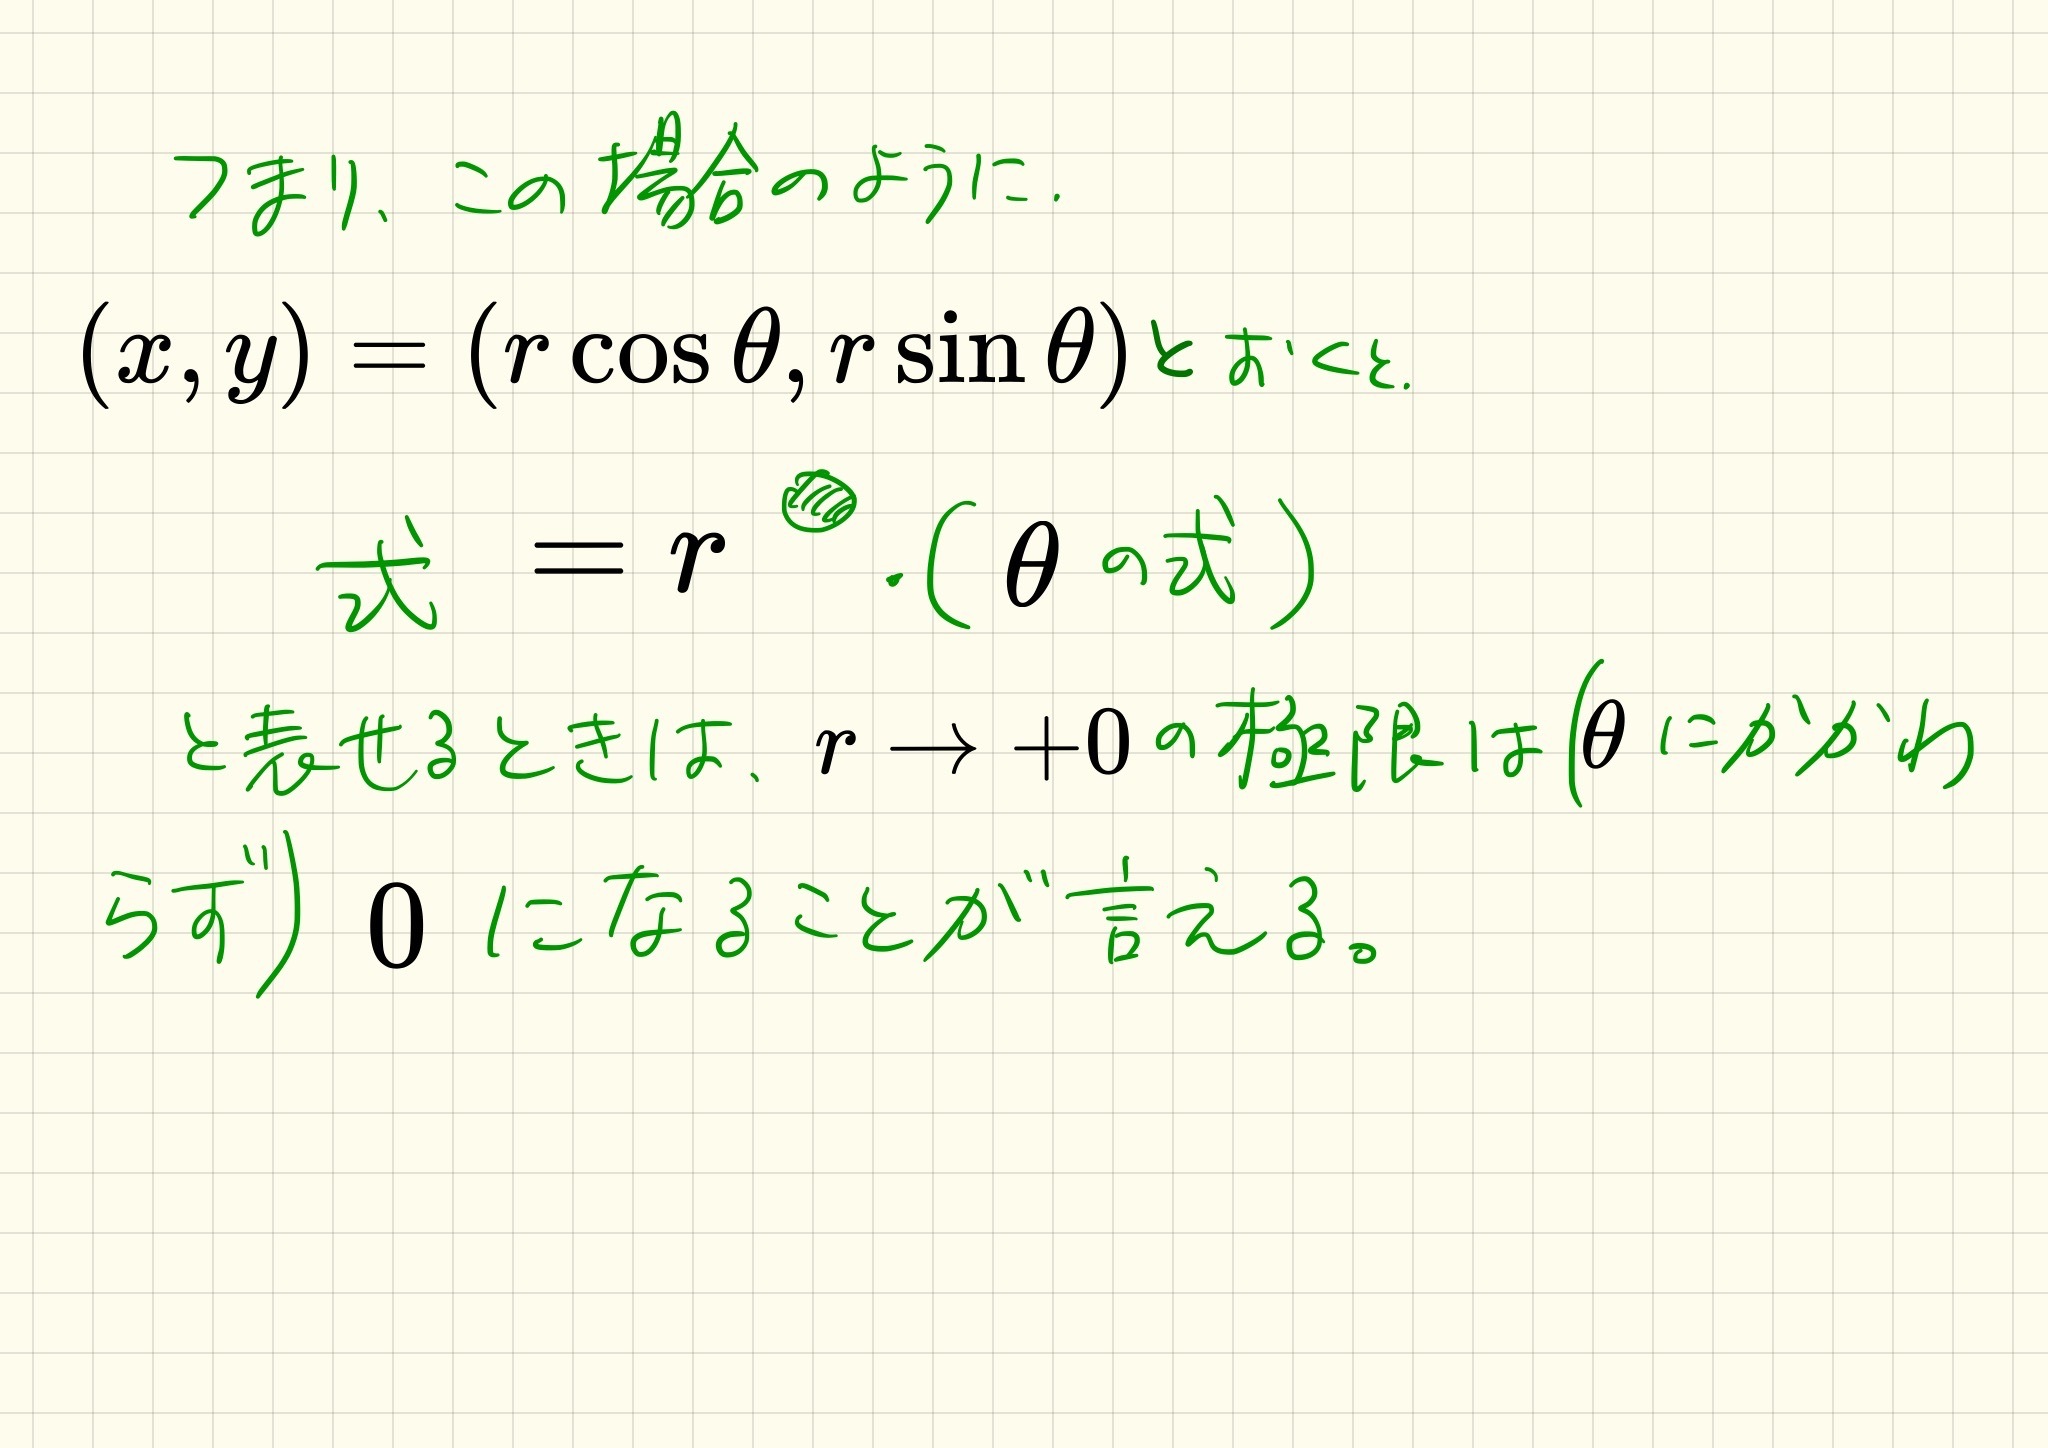 つまり、この場合のように、
(x, y) = (r cos θ, r sin θ) とおくと、
式 = r ・(θ の式)
と表せるときは、r → +0 の極限は(θ にかかわ
らず) 0 になることが言える。